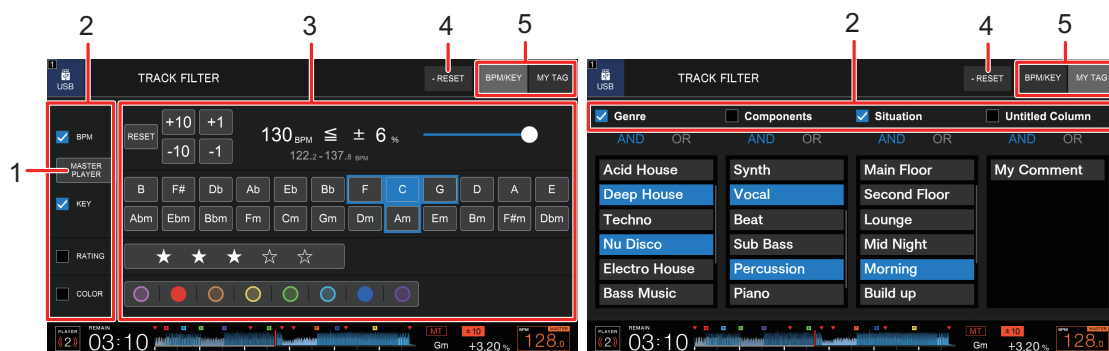 2 3 4 5
1
USB
TRACK FILTER
- RESET
BPM/KEY MY TAG
1
BPM
MASTER
PLAYER
KEY
RATING
COLOR
RESET +10 +1
-10 -1
130 BPM ≦ ± 6 %
122.2 - 137.8 BPM
B F# Db Ab Eb Bb F C G D A E
Abm Ebm Bbm Fm Cm Gm Dm Am Em Bm F#m Dbm
★ ★ ★ ☆ ☆
PLAYER
2
REMAIN
03:10
MT
Gm
±10
+3.20 %
BPM MASTER
128.0
2 4 5
1
USB
TRACK FILTER
- RESET
BPM/KEY MY TAG
Genre Components Situation Untitled Column
AND OR AND OR AND OR AND OR
Acid House Synth Main Floor My Comment
Deep House Vocal Second Floor
Techno Beat Lounge
Nu Disco Sub Bass Mid Night
Electro House Percussion Morning
Bass Music Piano Build up
PLAYER
2
REMAIN
03:10
MT
Gm
±10
+3.20 %
BPM MASTER
128.0